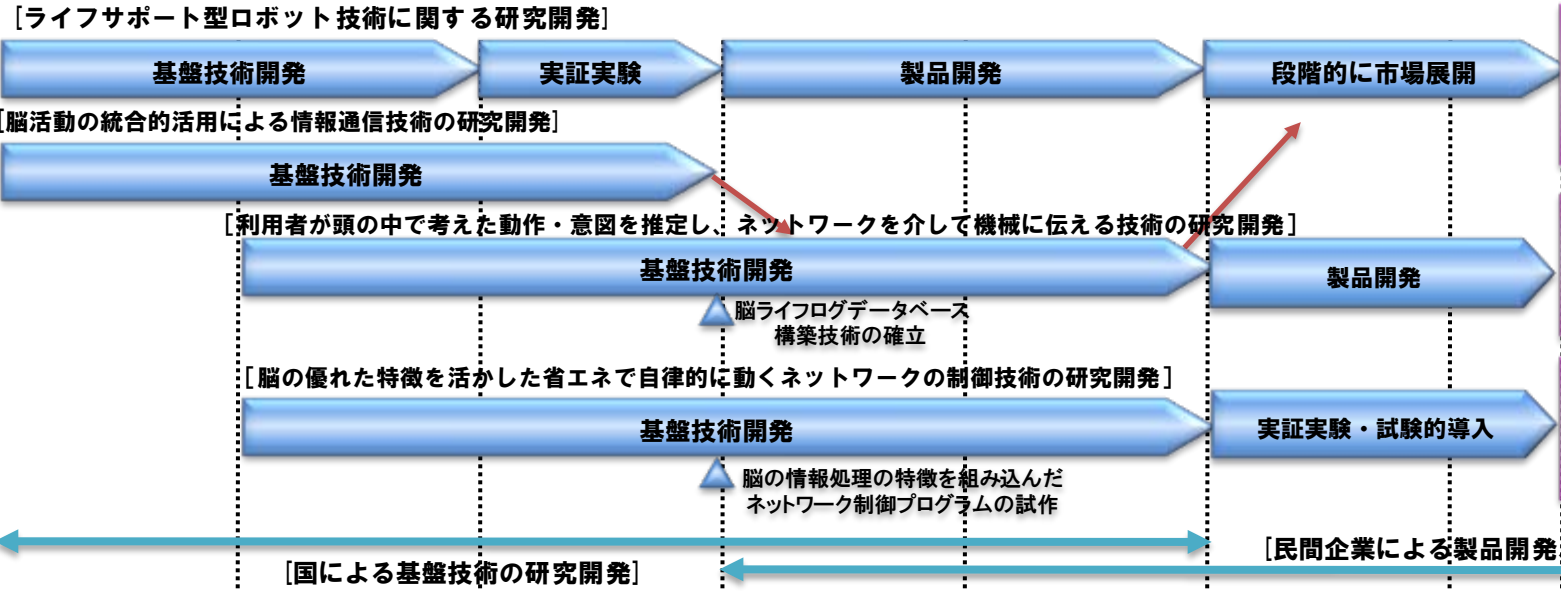 [ライフサポート型ロボット技術に関する研究開発]
基盤技術開発
実証実験
製品開発
段階的に市場展開
[脳活動の統合的活用による情報通信技術の研究開発]
基盤技術開発
[利用者が頭の中で考えた動作・意図を推定し、ネットワークを介して機械に伝える技術の研究開発]
基盤技術開発
製品開発
脳ライフログデータベース
構築技術の確立
[脳の優れた特徴を活かした省エネで自律的に動くネットワークの制御技術の研究開発]
基盤技術開発
実証実験・試験的導入
脳の情報処理の特徴を組み込んだ
ネットワーク制御プログラムの試作
[民間企業による製品開発
[国による基盤技術の研究開発]